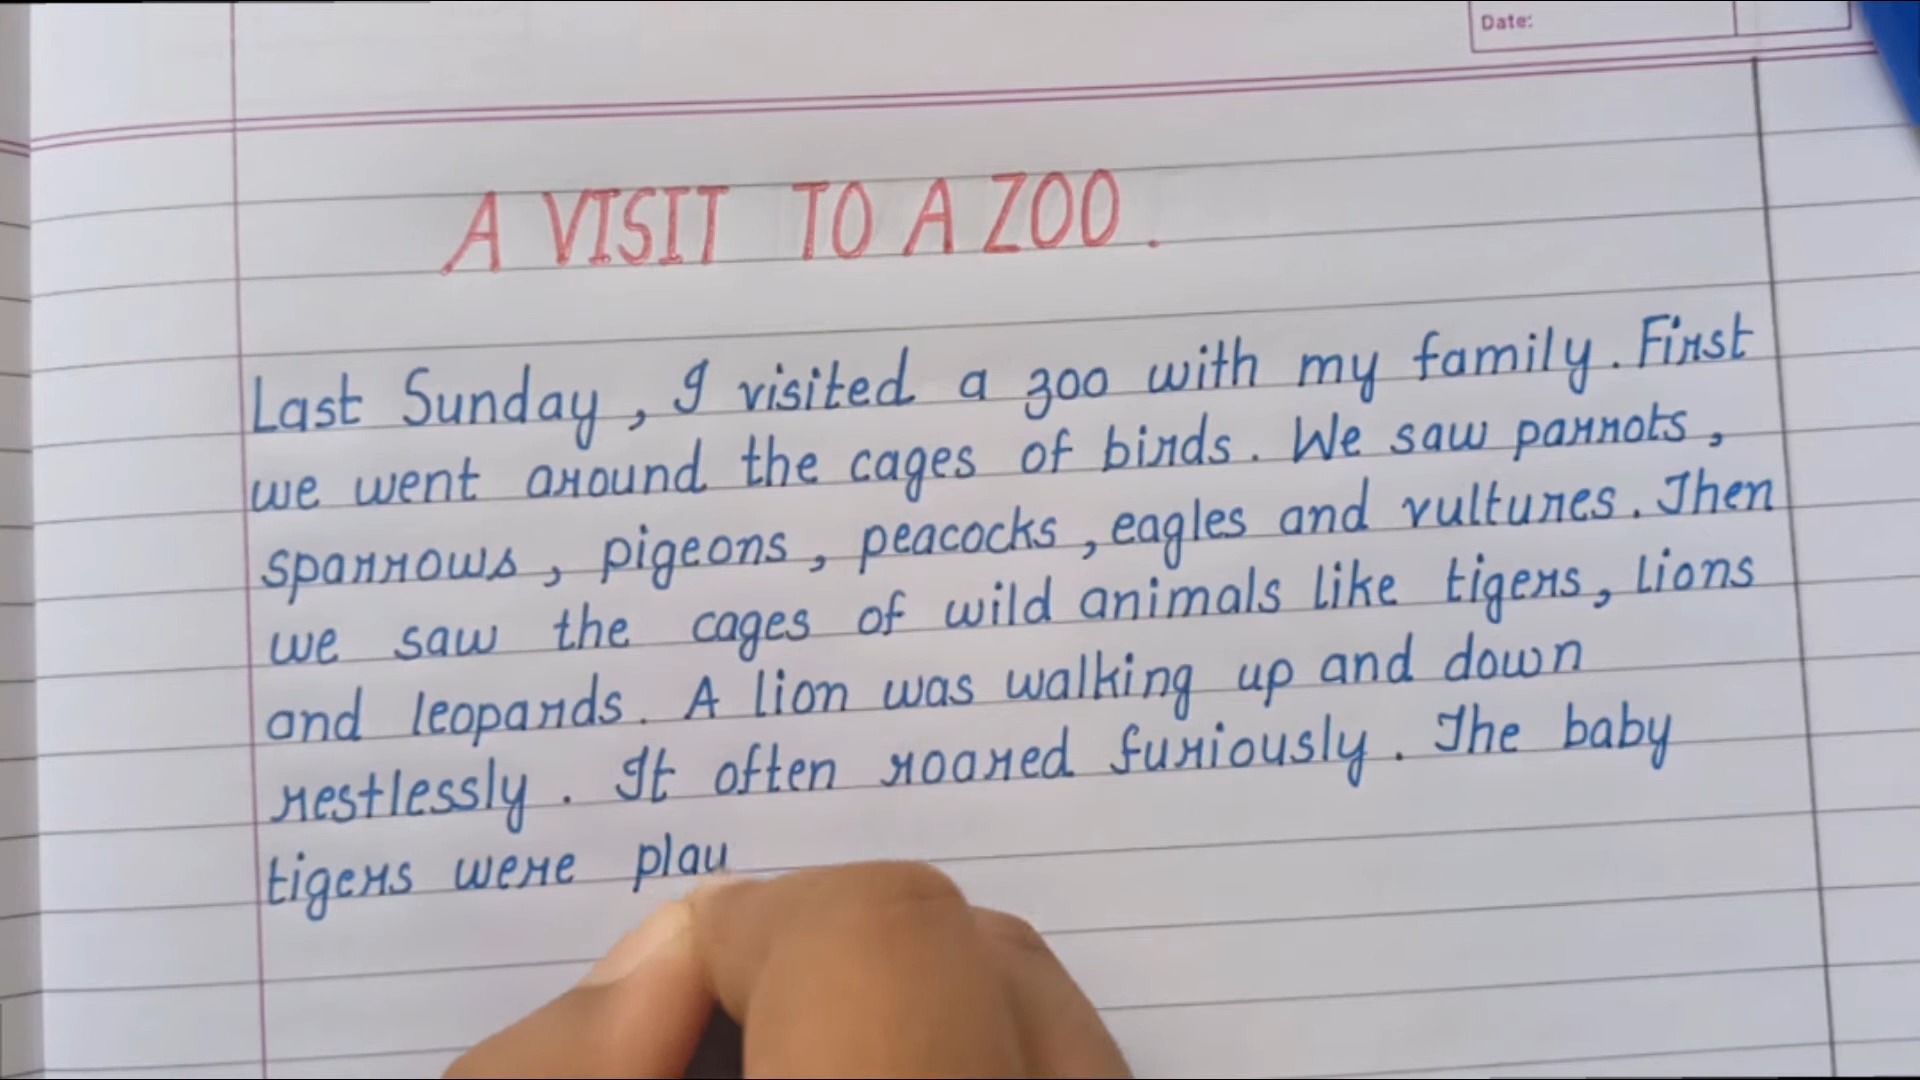 Date:
A VISIT TO A ZOO.
Last Sunday, I visited a zoo with my family. First
we went around the cages of birds. We saw parrots,
sparrows, pigeons, peacocks, eagles and vultures. Then
we saw the cages of wild animals like tigers, lions
and leopards. A lion was walking up and down
restlessly. It often roared furiously. The baby
tigers were play